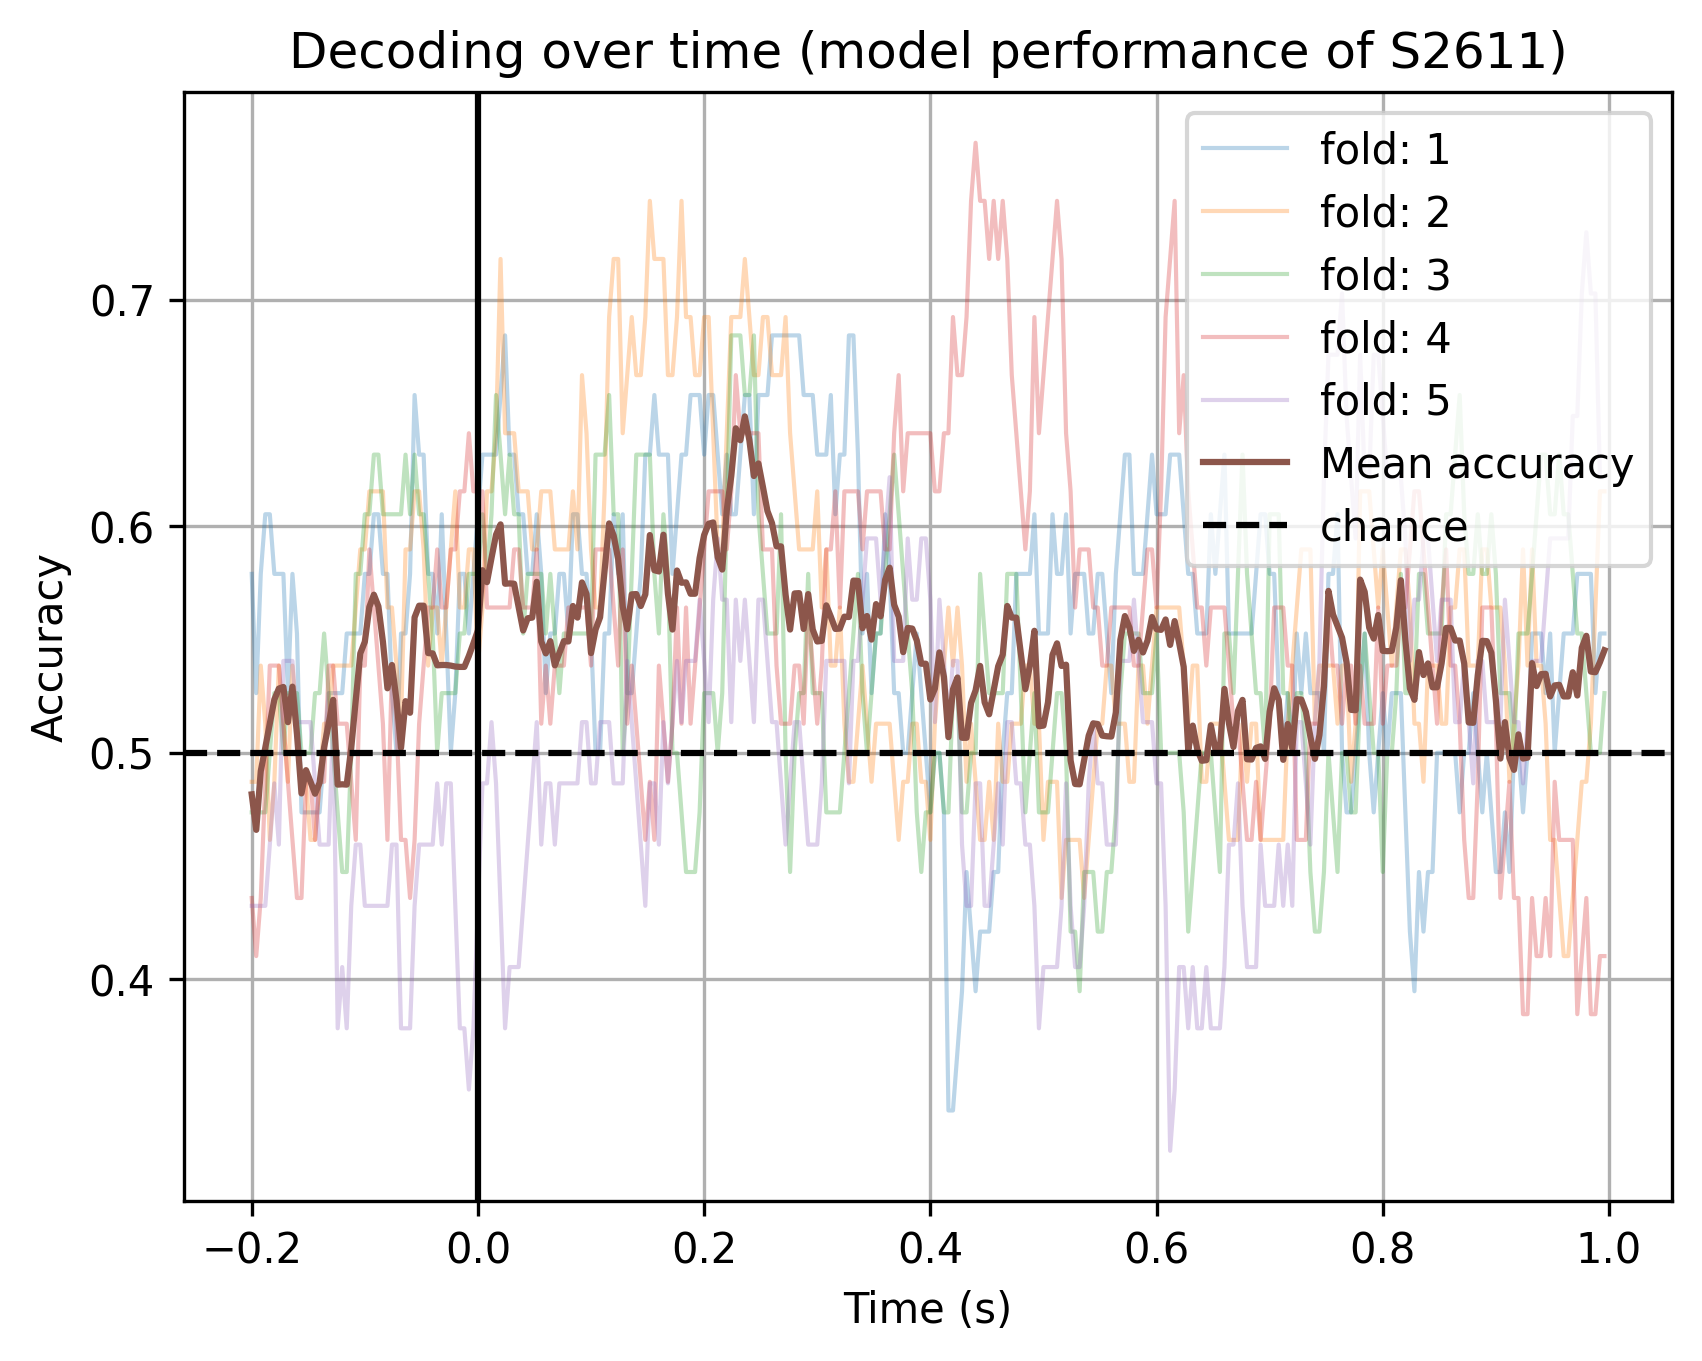 Decoding over time (model performance of S2611)
fold: 1
fold: 2
fold: 3
fold: 4
fold: 5
Mean accuracy
chance
Accuracy
0.7
0.6
0.5
0.4
−0.2 0.0 0.2 0.4 0.6 0.8 1.0
Time (s)